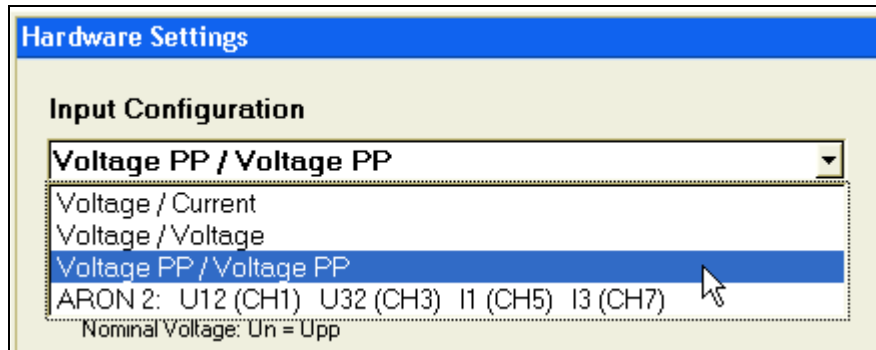 Hardware Settings
Input Configuration
Voltage PP / Voltage PP
Voltage / Current
Voltage / Voltage
Voltage PP / Voltage PP
ARON 2: U12 (CH1) U32 (CH3) I1 (CH5) I3 (CH7)
Nominal Voltage: Un = Upp